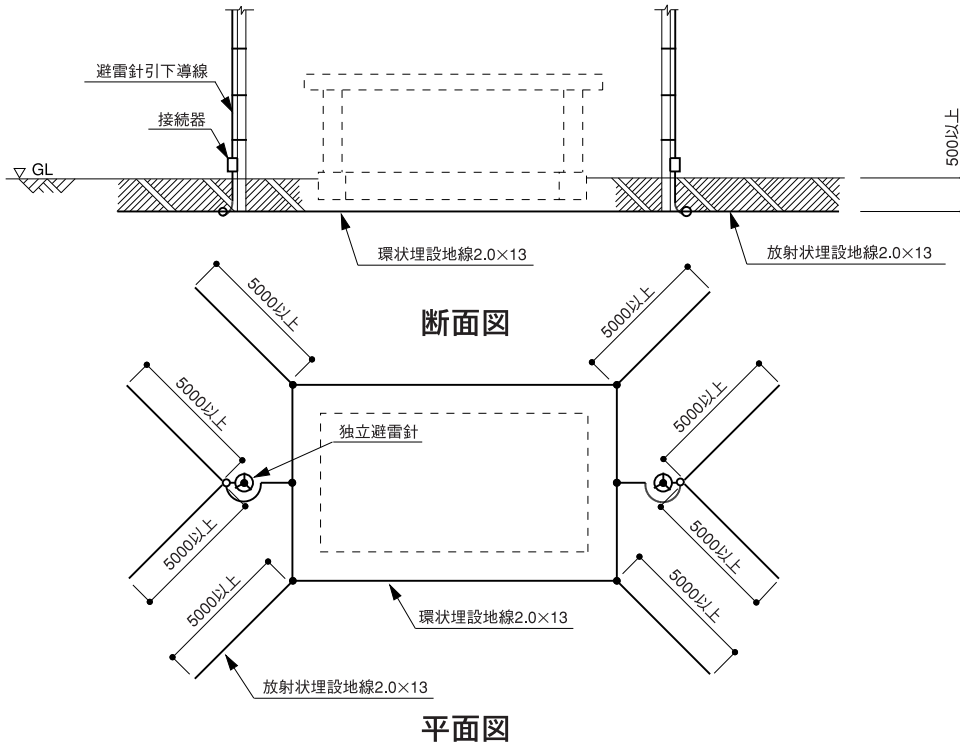 避雷針引下導線
接続器
GL
500以上
環状埋設地線2.0×13
放射状埋設地線2.0×13
断面図
5000以上
5000以上
5000以上
5000以上
独立避雷針
5000以上
5000以上
5000以上
5000以上
環状埋設地線2.0×13
放射状埋設地線2.0×13
平面図